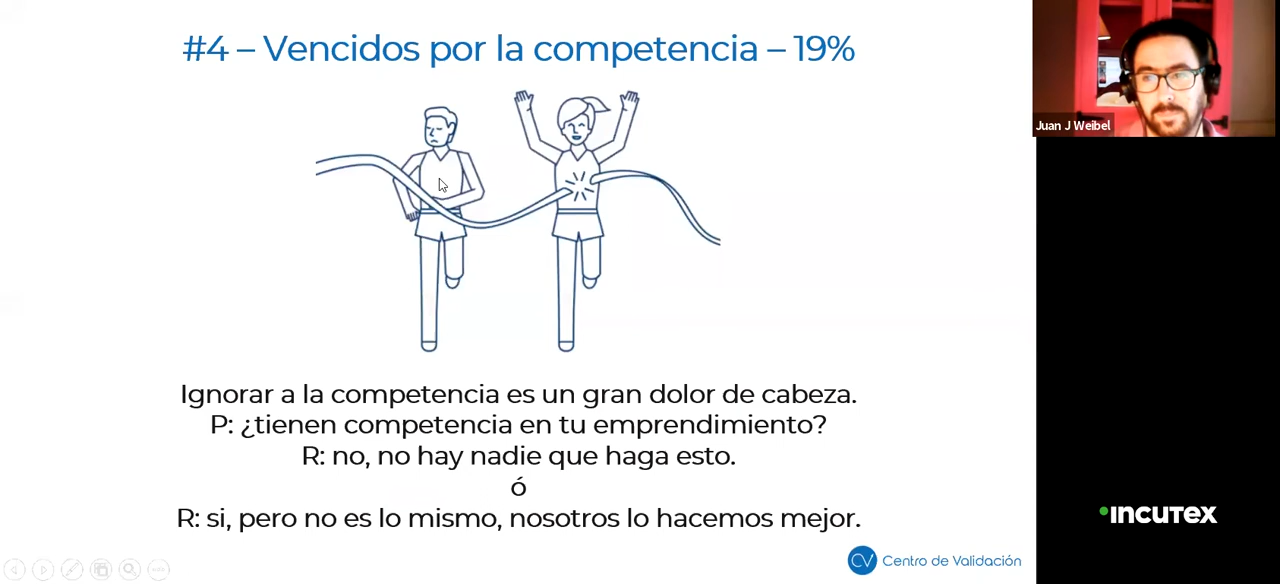 #4 – Vencidos por la competencia – 19%
Juan J Weibel
Ignorar a la competencia es un gran dolor de cabeza.
P: ¿tienen competencia en tu emprendimiento?
R: no, no hay nadie que haga esto.
ó
R: si, pero no es lo mismo, nosotros lo hacemos mejor.
INCUTEX
CV Centro de Validación